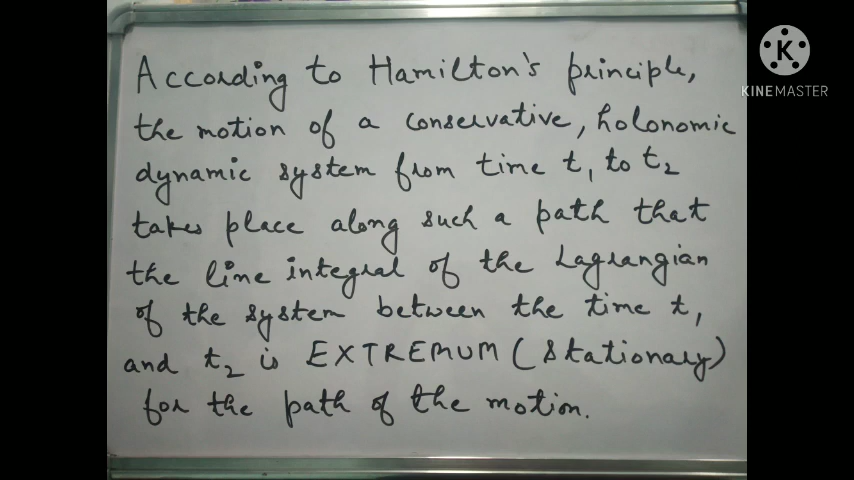 According to Hamilton's principle,
the motion of a conservative, holonomic
dynamic system from time t₁ to t₂
takes place along such a path that
the line integral of the Lagrangian
of the system between the time t₁
and t₂ is EXTREMUM (Stationary)
for the path of the motion.
K
KINEMASTER